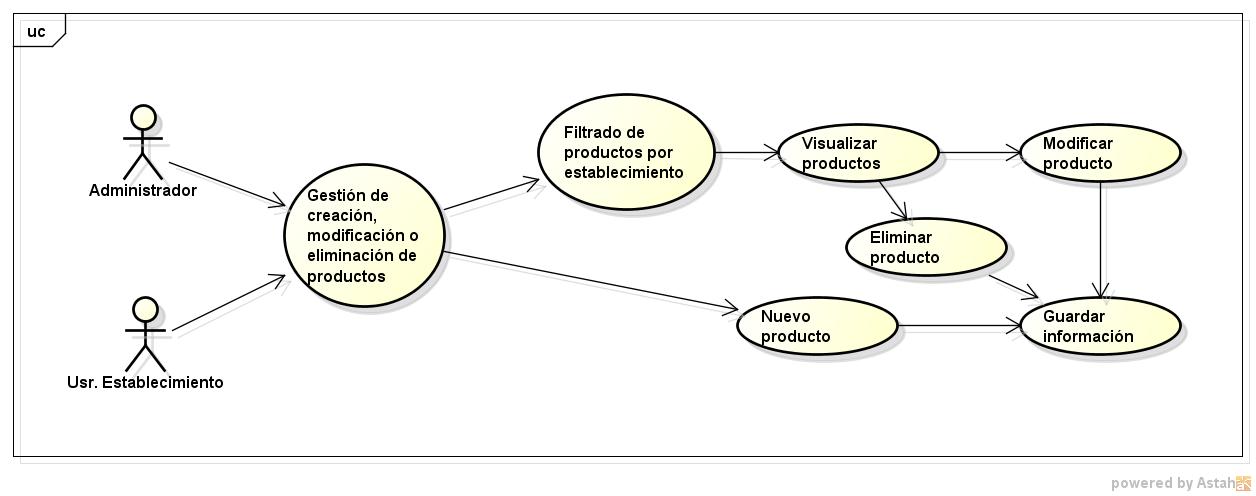 uc
Administrador
Usr. Establecimiento
Gestión de
creación,
modificación o
eliminación de
productos
Filtrado de
productos por
establecimiento
Visualizar
productos
Modificar
producto
Eliminar
producto
Nuevo
producto
Guardar
información
powered by Astah